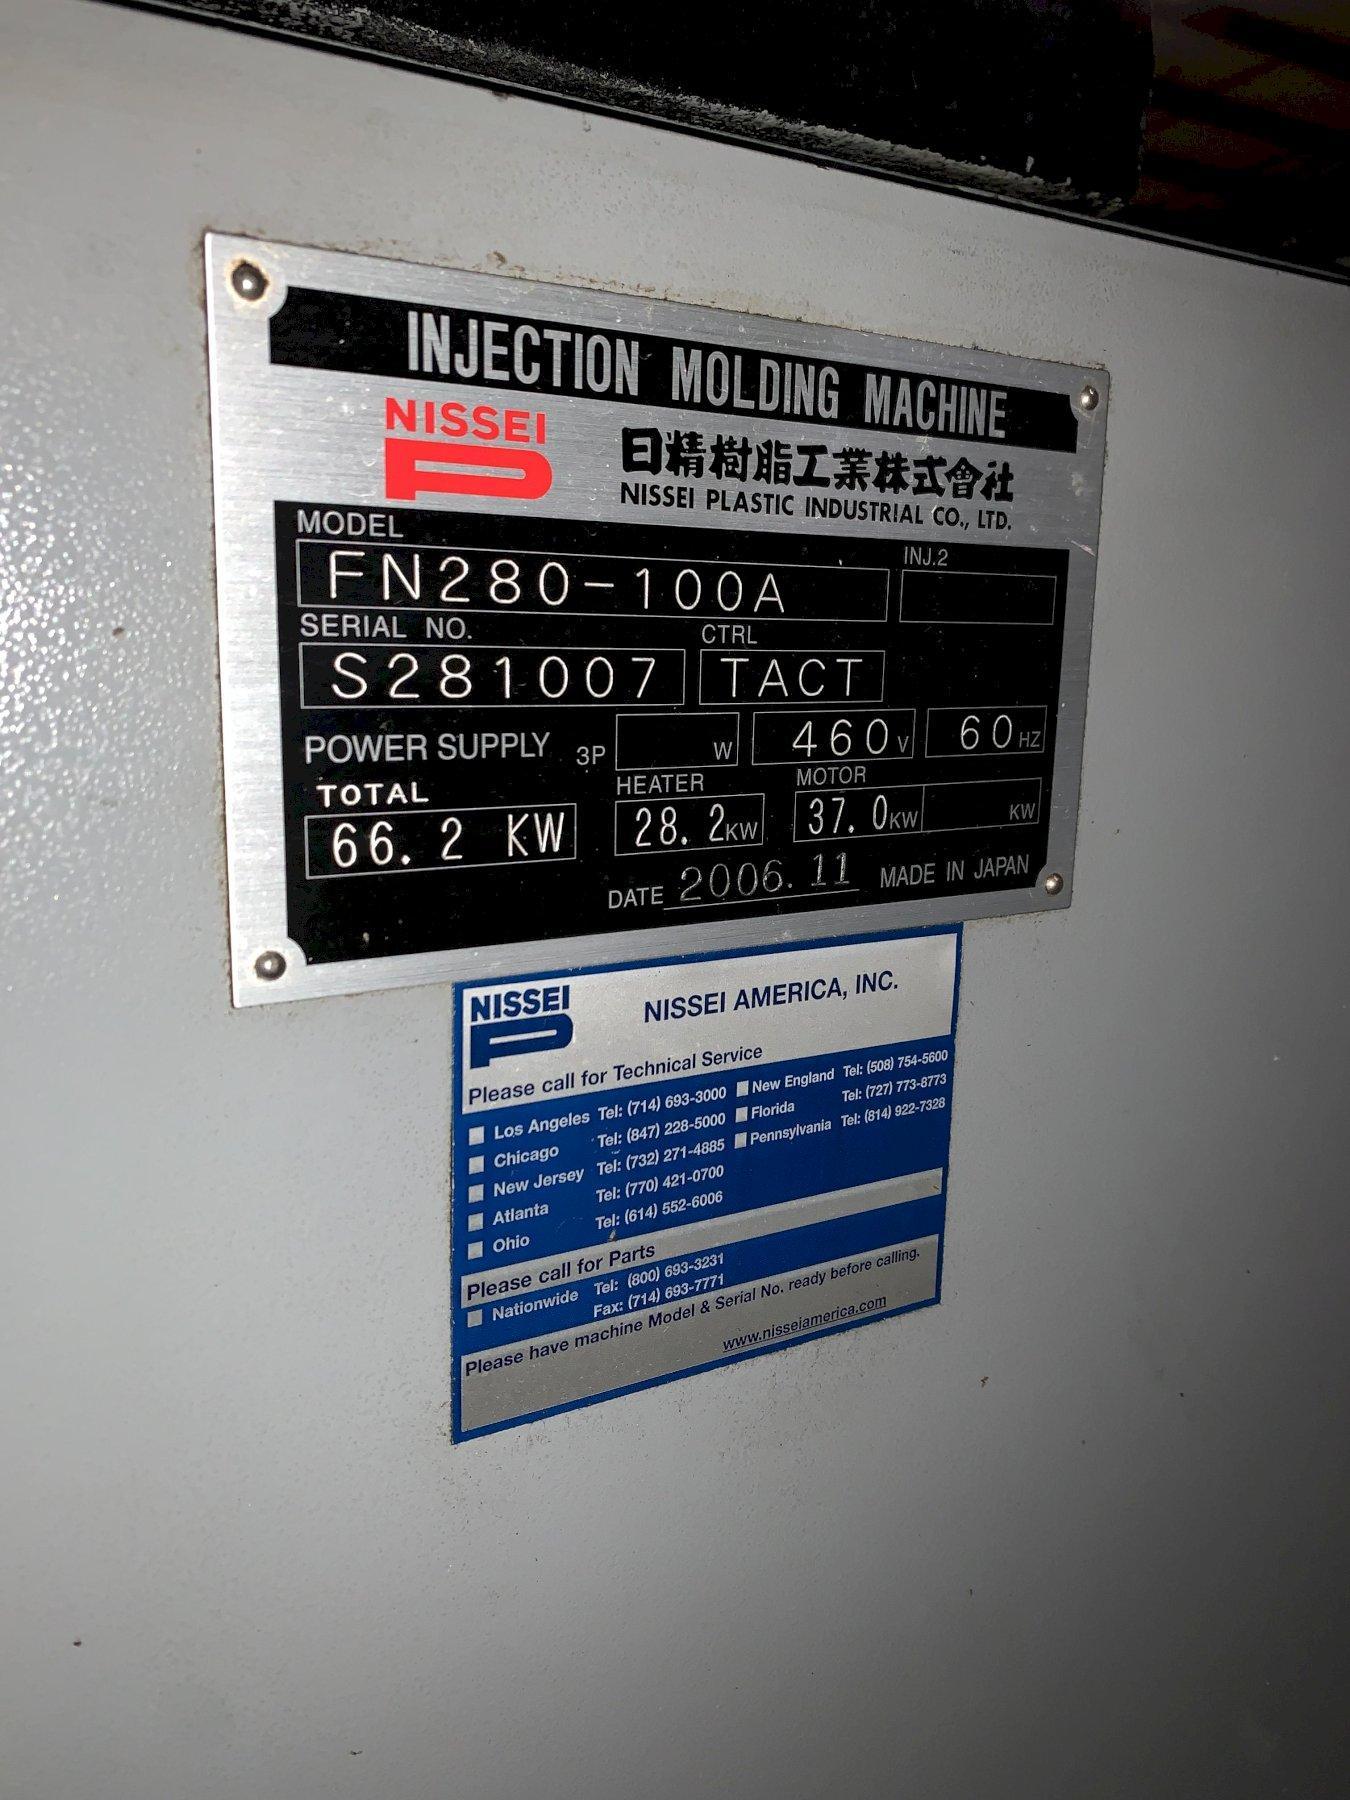 INJECTION MOLDING MACHINE
NISSEI
日精樹脂工業株式會社
NISSEI PLASTIC INDUSTRIAL CO., LTD.
MODEL
INJ.2
FN280-100A
SERIAL NO. CTRL
S281007 TACT
POWER SUPPLY 3P W 460V 60HZ
TOTAL HEATER MOTOR
66.2 KW 28.2KW 37.0KW KW
DATE 2006.11 MADE IN JAPAN
NISSEI
NISSEI AMERICA, INC.
Please call for Technical Service
Los Angeles Tel: (714) 693-3000 New England Tel: (508) 754-5600
Chicago Tel: (847) 228-5000 Florida Tel: (727) 773-8773
New Jersey Tel: (732) 271-4885 Pennsylvania Tel: (814) 922-7328
Atlanta Tel: (770) 421-0700
Ohio Tel: (614) 552-6006
Please call for Parts
Nationwide Tel: (800) 693-3231
Fax: (714) 693-7771
Please have machine Model & Serial No. ready before calling.
www.nisseiamerica.com